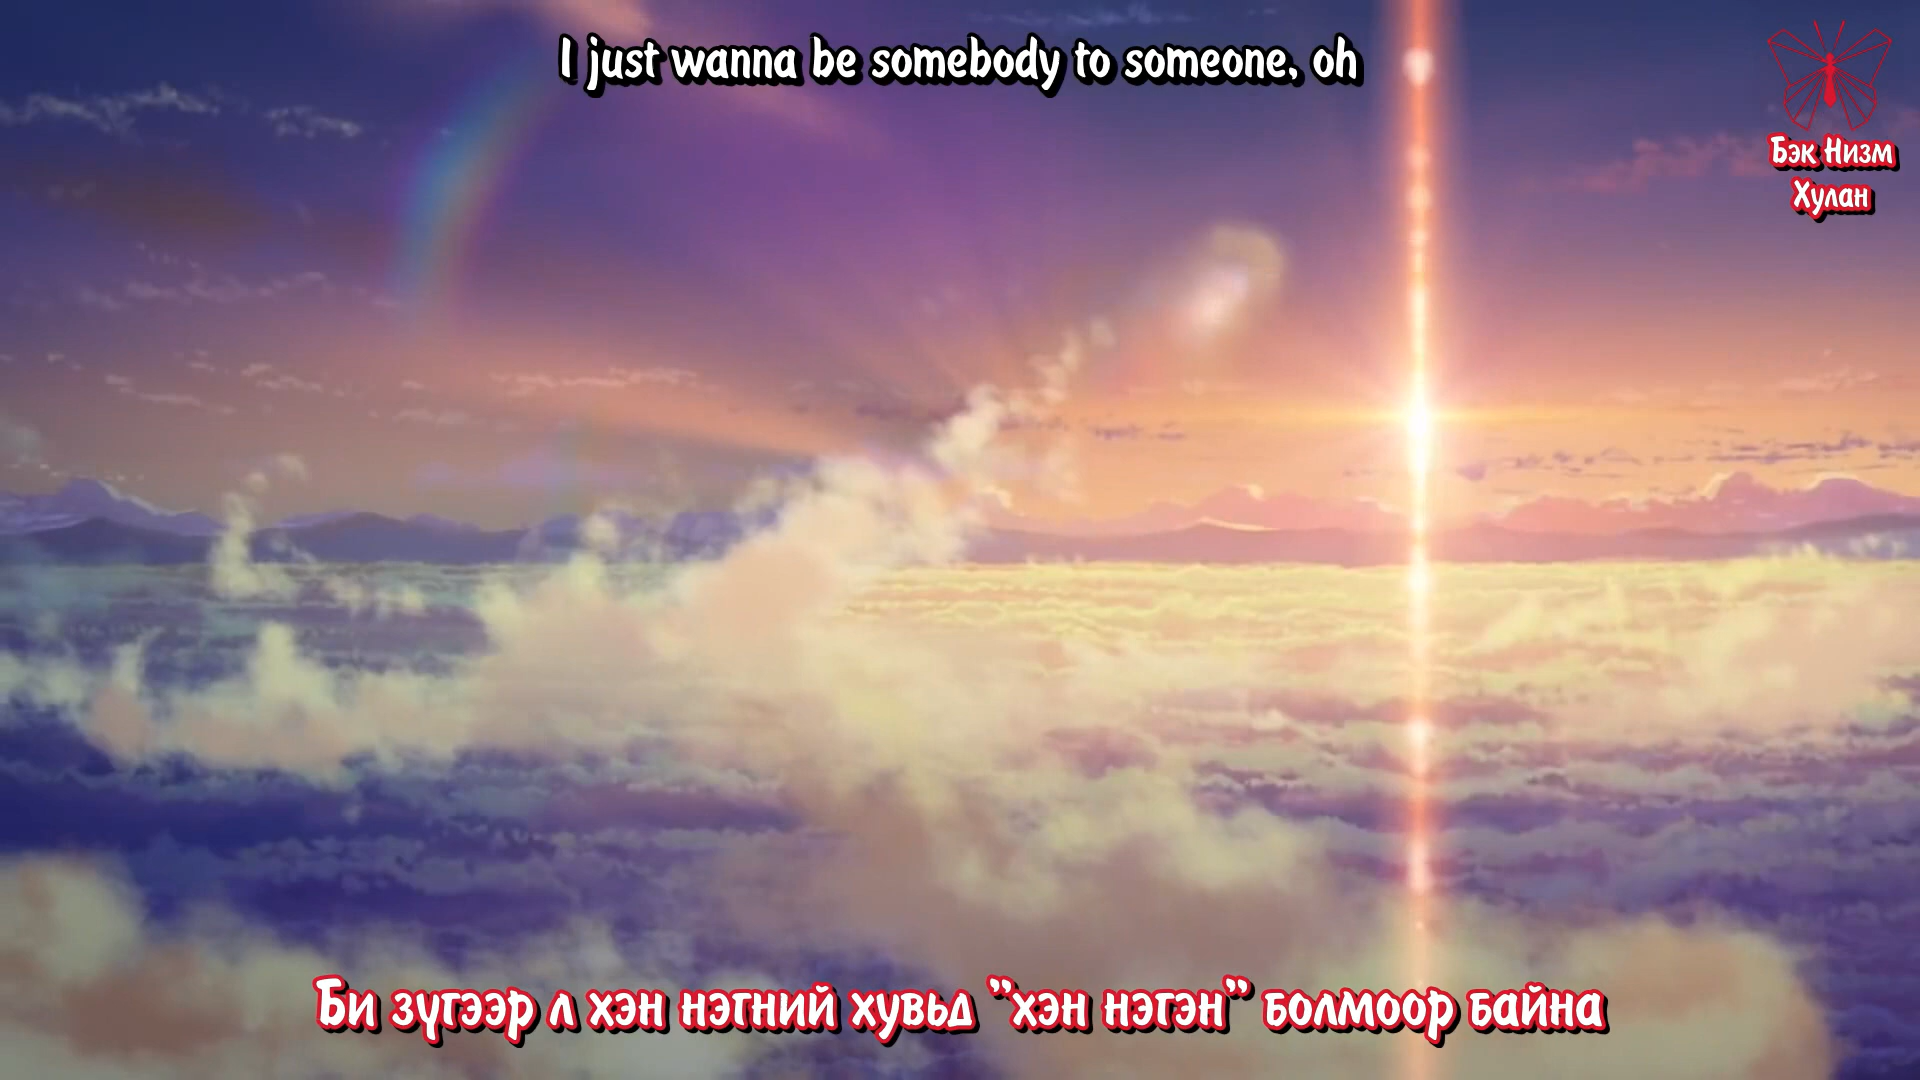 I just wanna be somebody to someone, oh
Бэк Низм
Хулан
Би зүгээр л хэн нэгний хувьд "хэн нэгэн" болмоор байна